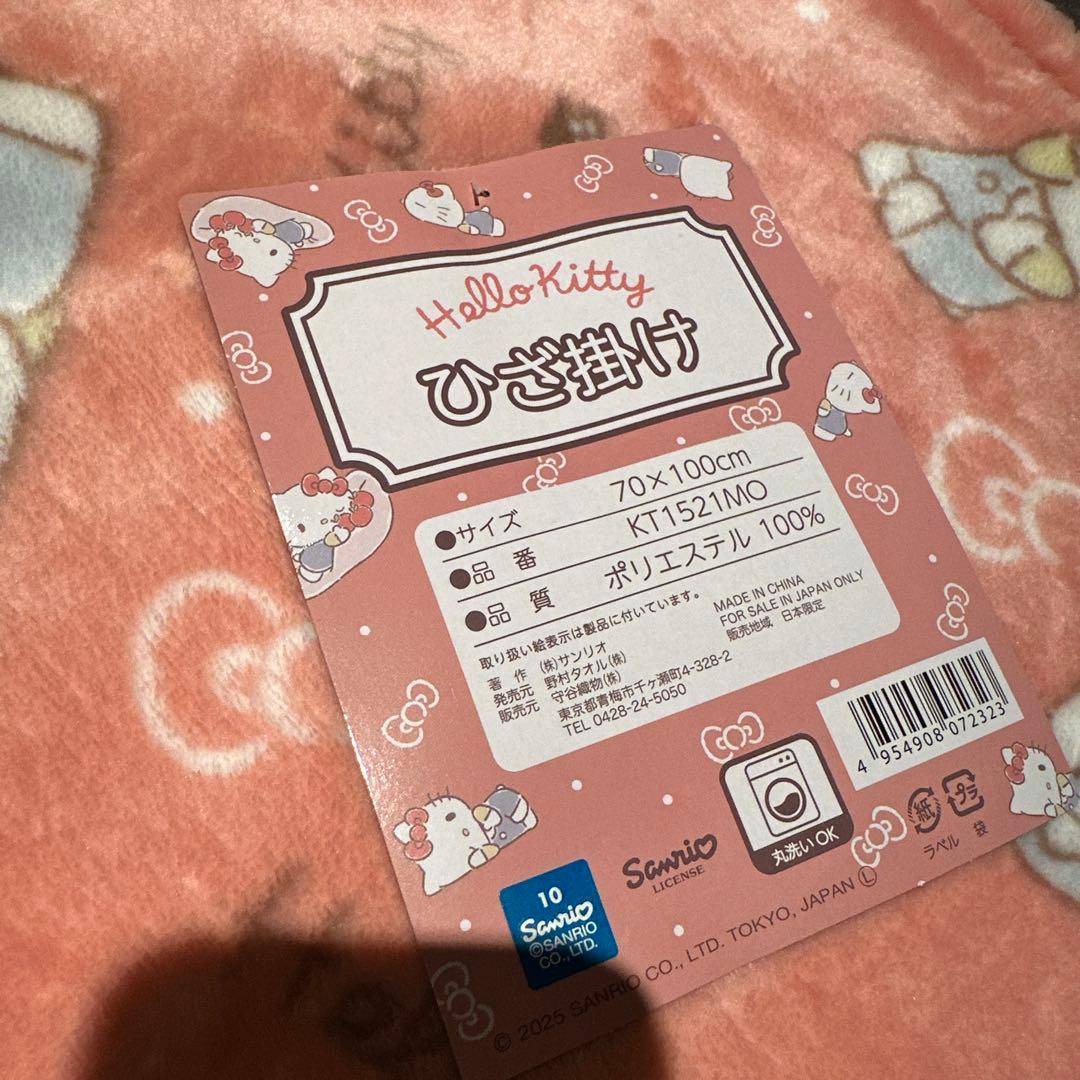 Hello Kitty
ひざ掛け
●サイズ 70×100cm
●品 番 KT1521MO
●品 質 ポリエステル 100%
取り扱い絵表示は製品に付いています。
著 作 (株)サンリオ
発売元 野村タオル(株)
販売元 守谷織物(株)
東京都青梅市千ヶ瀬町4-328-2
TEL 0428-24-5050
MADE IN CHINA
FOR SALE IN JAPAN ONLY
販売地域 日本限定
4 954908 072323
丸洗いOK
紙 プラ
ラベル 袋
Sanrio
LICENSE
10
Sanrio
©SANRIO
CO., LTD.
© 2025 SANRIO CO., LTD. TOKYO, JAPAN Ⓛ